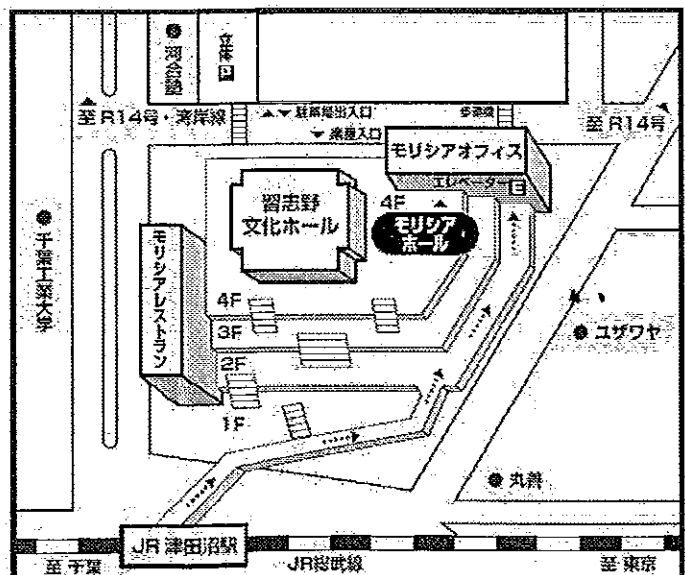 河合塾
立体P
至 R14号・湾岸線
▲▼駐車場出入口
▼楽屋入口
歩道橋
至 R14号
モリシアオフィス
エレベーター E
習志野
文化ホール
4F
モリシア
ホール
千葉工業大学
モリシアレストラン
4F
3F
2F
1F
ユザワヤ
丸善
JR 津田沼駅
至 千葉
JR総武線
至 東京